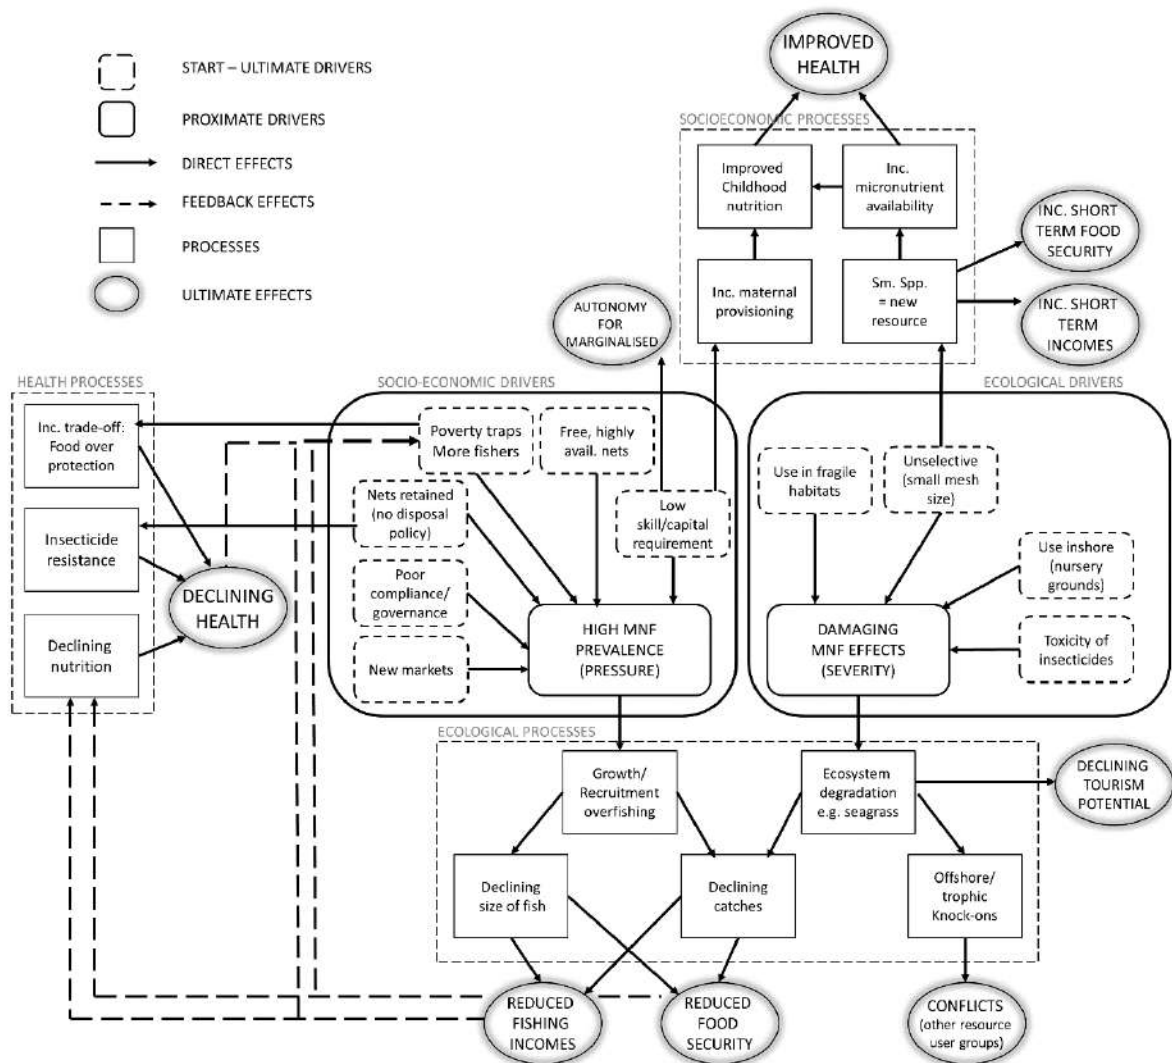 START – ULTIMATE DRIVERS
PROXIMATE DRIVERS
DIRECT EFFECTS
FEEDBACK EFFECTS
PROCESSES
ULTIMATE EFFECTS
IMPROVED
HEALTH
SOCIOECONOMIC PROCESSES
Improved
Childhood
nutrition
Inc.
micronutrient
availability
Inc. maternal
provisioning
Sm. Spp.
= new
resource
INC. SHORT
TERM FOOD
SECURITY
INC. SHORT
TERM
INCOMES
AUTONOMY
FOR
MARGINALISED
HEALTH PROCESSES
Inc. trade-off:
Food over
protection
Insecticide
resistance
Declining
nutrition
DECLINING
HEALTH
SOCIO-ECONOMIC DRIVERS
Poverty traps
More fishers
Free, highly
avail. nets
Nets retained
(no disposal
policy)
Low
skill/capital
requirement
Poor
compliance/
governance
New markets
HIGH MNF
PREVALENCE
(PRESSURE)
ECOLOGICAL DRIVERS
Use in fragile
habitats
Unselective
(small mesh
size)
Use inshore
(nursery
grounds)
Toxicity of
insecticides
DAMAGING
MNF EFFECTS
(SEVERITY)
ECOLOGICAL PROCESSES
Growth/
Recruitment
overfishing
Ecosystem
degradation
e.g. seagrass
DECLINING
TOURISM
POTENTIAL
Declining
size of fish
Declining
catches
Offshore/
trophic
Knock-ons
REDUCED
FISHING
INCOMES
REDUCED
FOOD
SECURITY
CONFLICTS
(other resource
user groups)